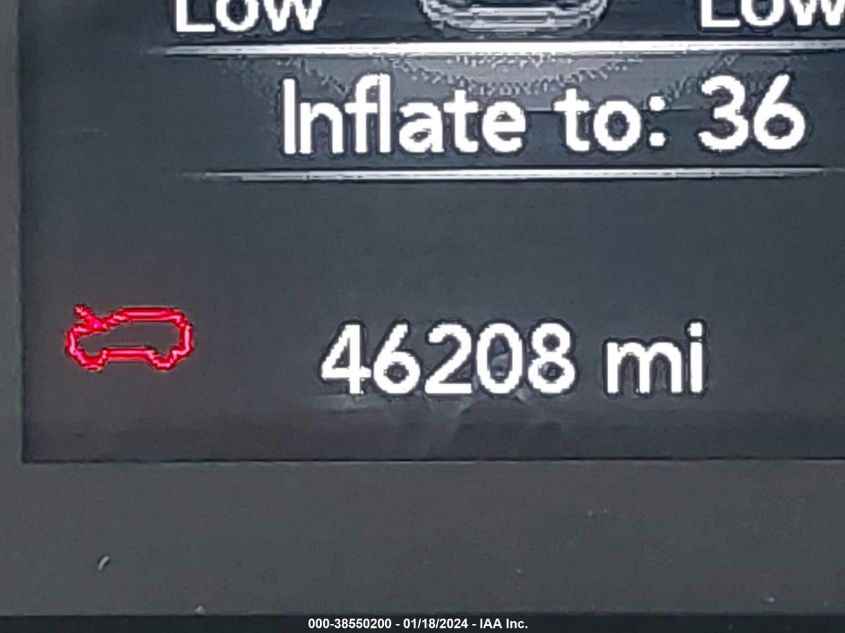 Low Low
Inflate to: 36
46208 mi
000-38550200 - 01/18/2024 - IAA Inc.